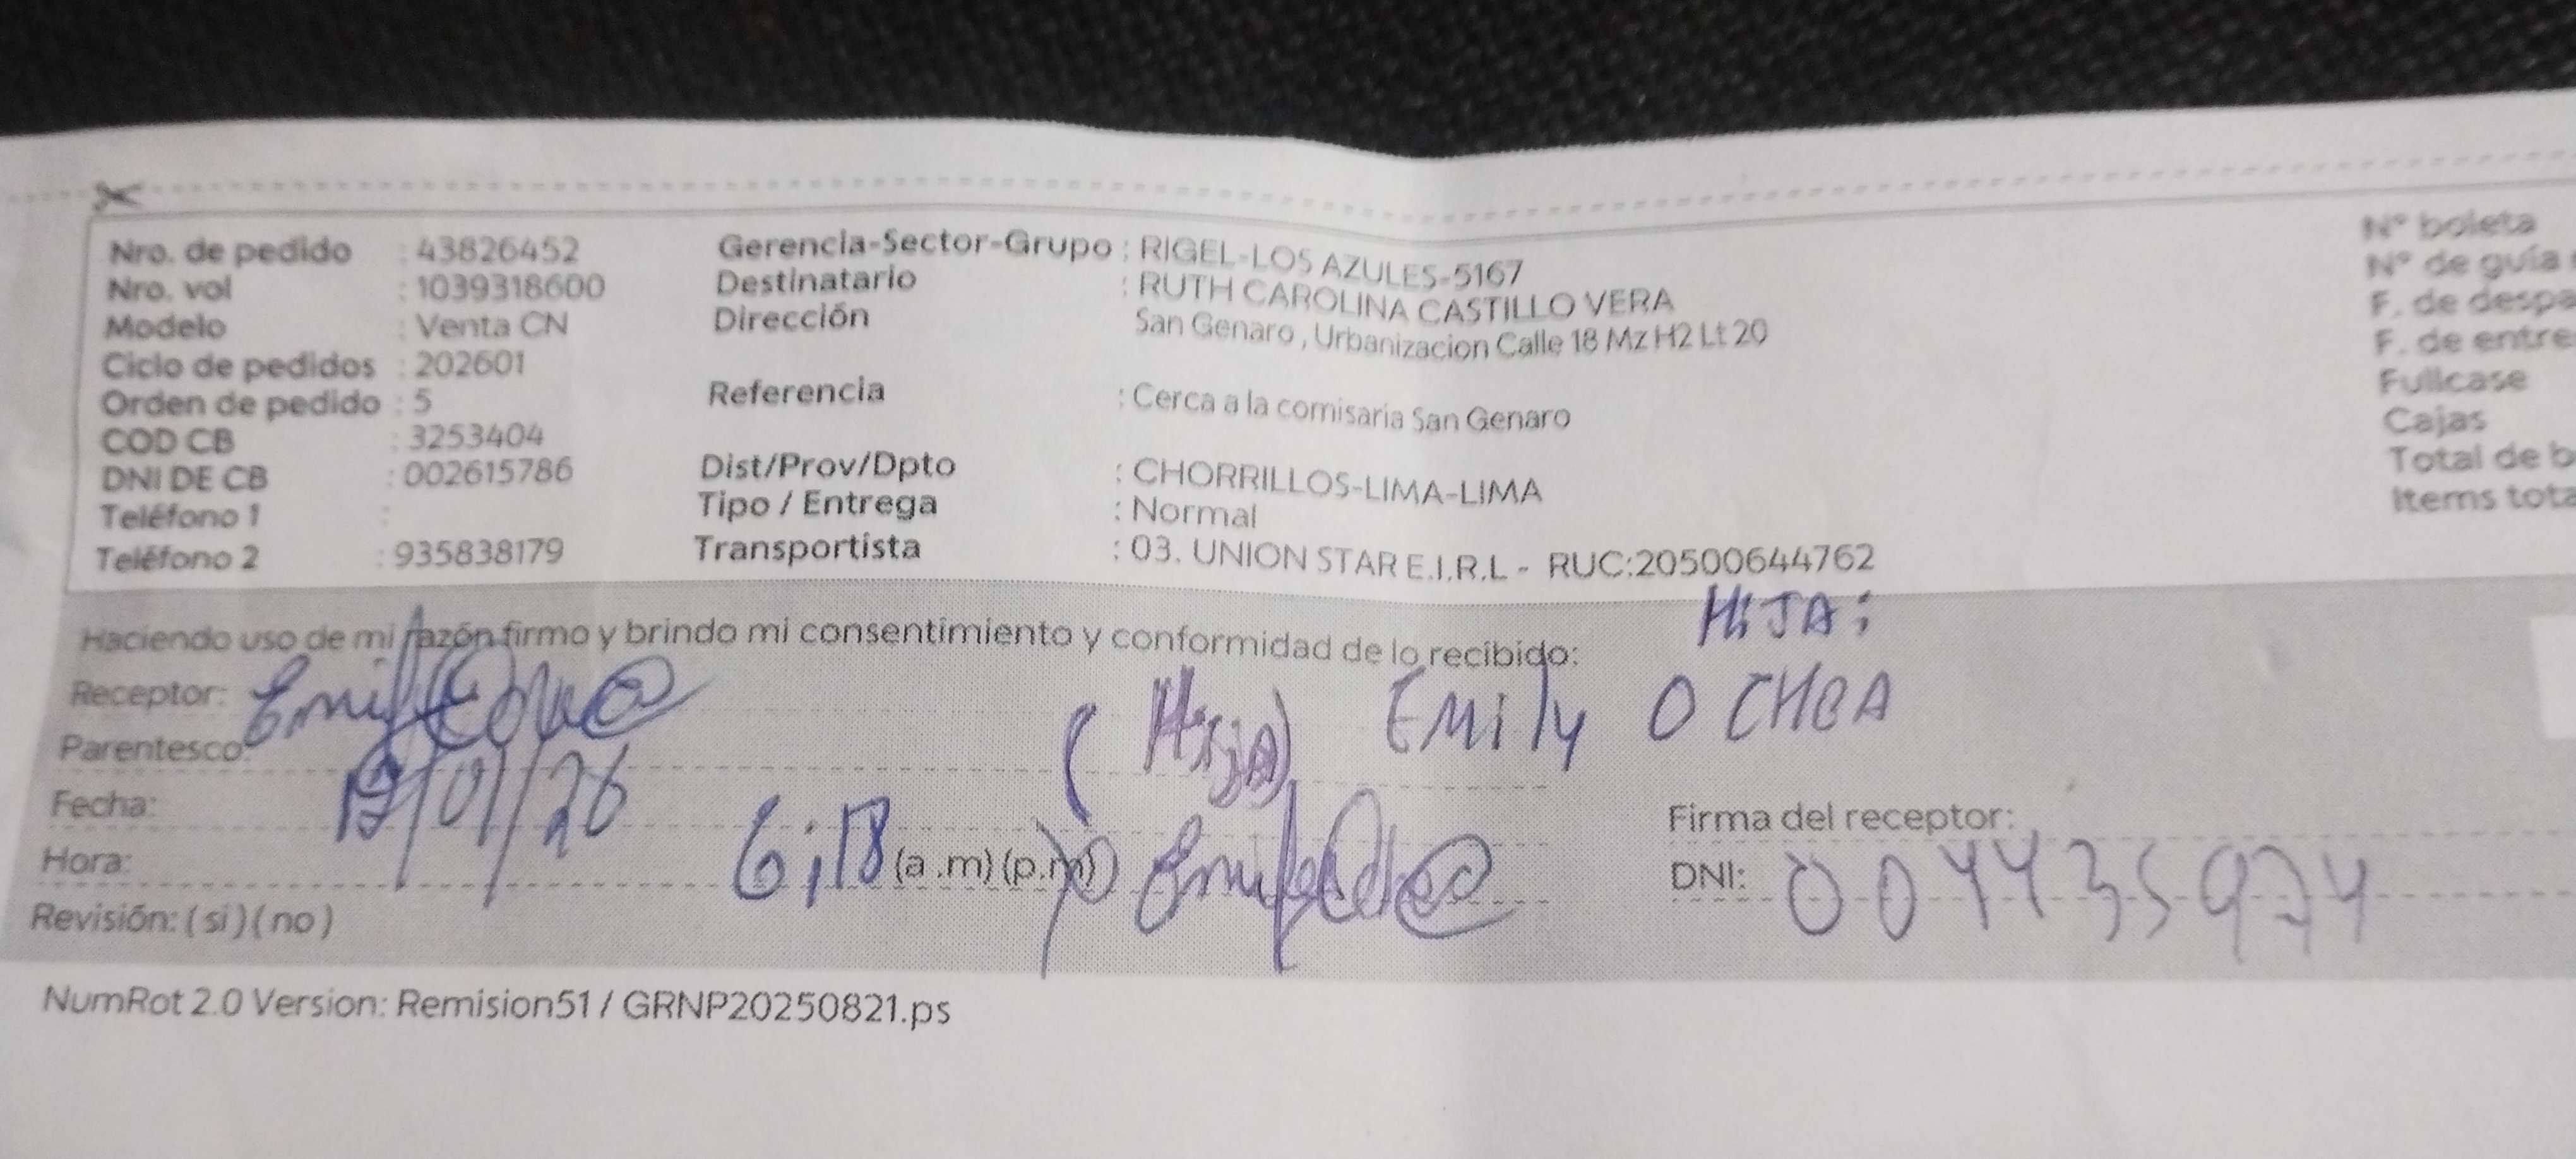 Nro. de pedido : 43826452
Nro. vol : 1039318600
Modelo : Venta CN
Ciclo de pedidos : 202601
Orden de pedido : 5
COD CB : 3253404
DNI DE CB : 002615786
Teléfono 1 :
Teléfono 2 : 935838179
Gerencia-Sector-Grupo : RIGEL-LOS AZULES-5167
Destinatario : RUTH CAROLINA CASTILLO VERA
Dirección San Genaro , Urbanizacion Calle 18 Mz H2 Lt 20
Referencia : Cerca a la comisaria San Genaro
Dist/Prov/Dpto : CHORRILLOS-LIMA-LIMA
Tipo / Entrega : Normal
Transportista : 03. UNION STAR E.I.R.L - RUC:20500644762
N° boleta
N° de guía
F. de despa
F. de entre
Fullcase
Cajas
Total de b
Items tota
HiJA:
Haciendo uso de mi razón firmo y brindo mi consentimiento y conformidad de lo recibido:
Receptor:
(HijA) EMily OCHOA
Parentesco:
Fecha: /01/26
Firma del receptor:
Hora: 6:18 (a .m) (p.m)
DNI:
Revisión: ( si ) ( no )
NumRot 2.0 Version: Remision51 / GRNP20250821.ps